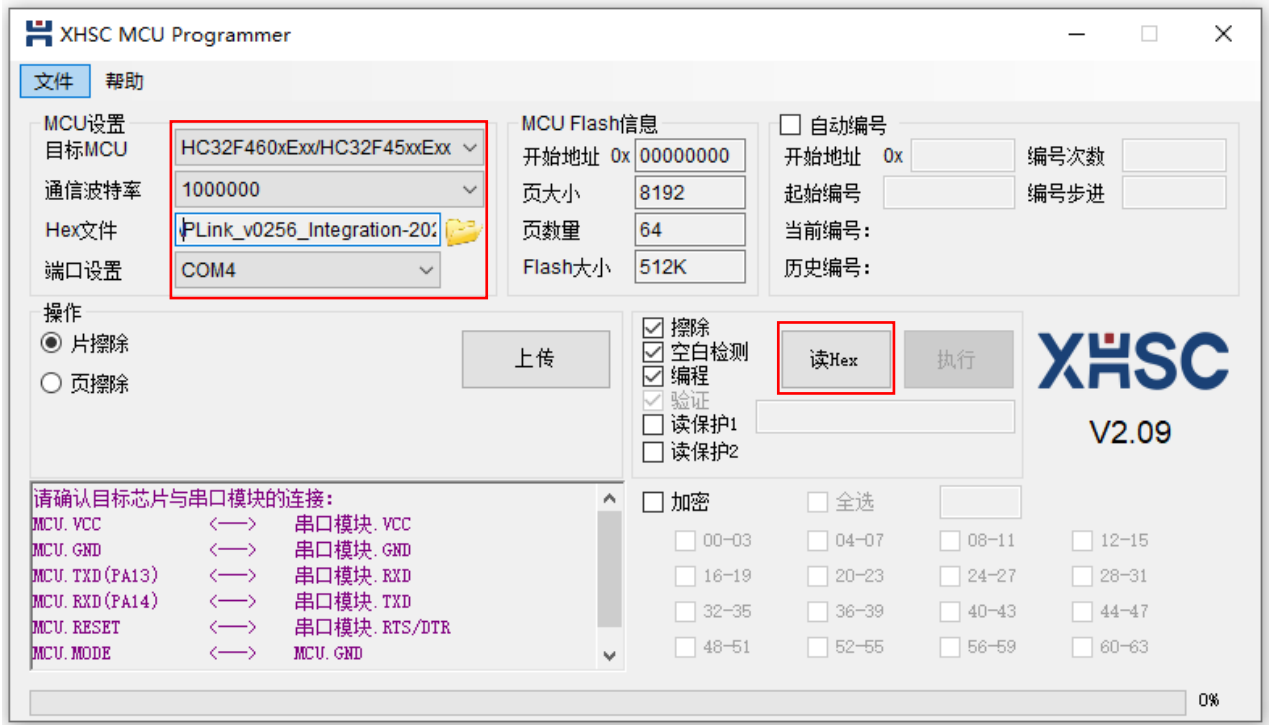 XHSC MCU Programmer
文件 帮助
MCU设置
目标MCU HC32F460xExx/HC32F45xxExx
通信波特率 1000000
Hex文件 PLink_v0256_Integration-202
端口设置 COM4
MCU Flash信息
开始地址 0x 00000000
页大小 8192
页数量 64
Flash大小 512K
自动编号
开始地址 0x 编号次数
起始编号 编号步进
当前编号:
历史编号:
操作
片擦除
页擦除
上传
擦除
空白检测
编程
验证
读保护1
读保护2
读Hex
执行
XHSC
V2.09
请确认目标芯片与串口模块的连接:
MCU.VCC <——> 串口模块.VCC
MCU.GND <——> 串口模块.GND
MCU.TXD(PA13) <——> 串口模块.RXD
MCU.RXD(PA14) <——> 串口模块.TXD
MCU.RESET <——> 串口模块.RTS/DTR
MCU.MODE <——> MCU.GND
加密 全选
00-03 04-07 08-11 12-15
16-19 20-23 24-27 28-31
32-35 36-39 40-43 44-47
48-51 52-55 56-59 60-63
0%